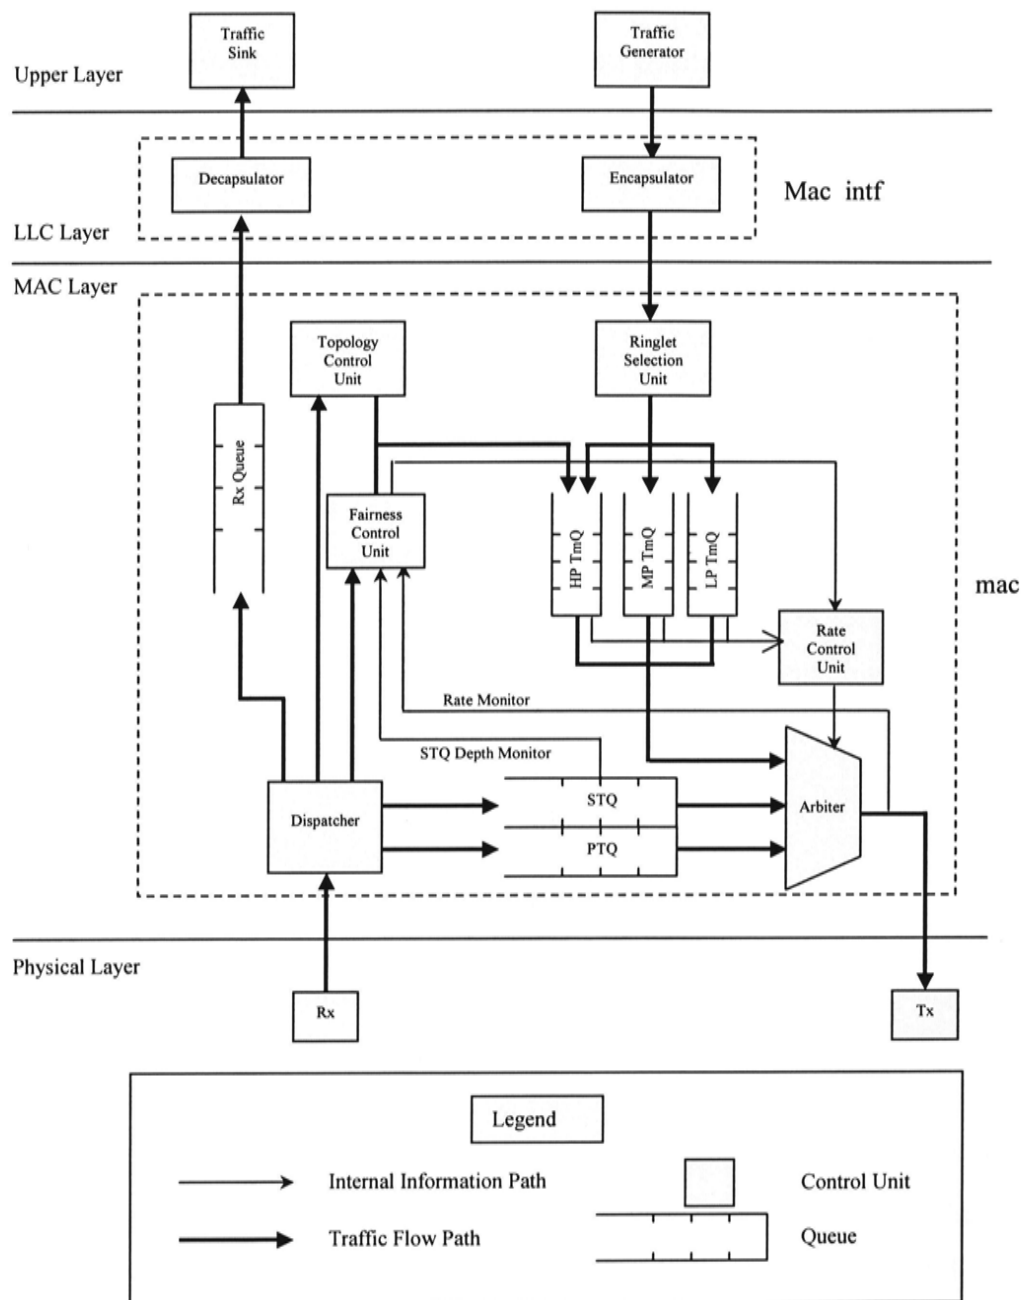 Traffic
Sink
Traffic
Generator
Upper Layer
Decapsulator
Encapsulator
Mac intf
LLC Layer
MAC Layer
Topology
Control
Unit
Ringlet
Selection
Unit
Rx Queue
Fairness
Control
Unit
HP TmQ
MP TmQ
LP TmQ
mac
Rate
Control
Unit
Rate Monitor
STQ Depth Monitor
STQ
Dispatcher
Arbiter
PTQ
Physical Layer
Rx
Tx
Legend
Internal Information Path
Control Unit
Traffic Flow Path
Queue